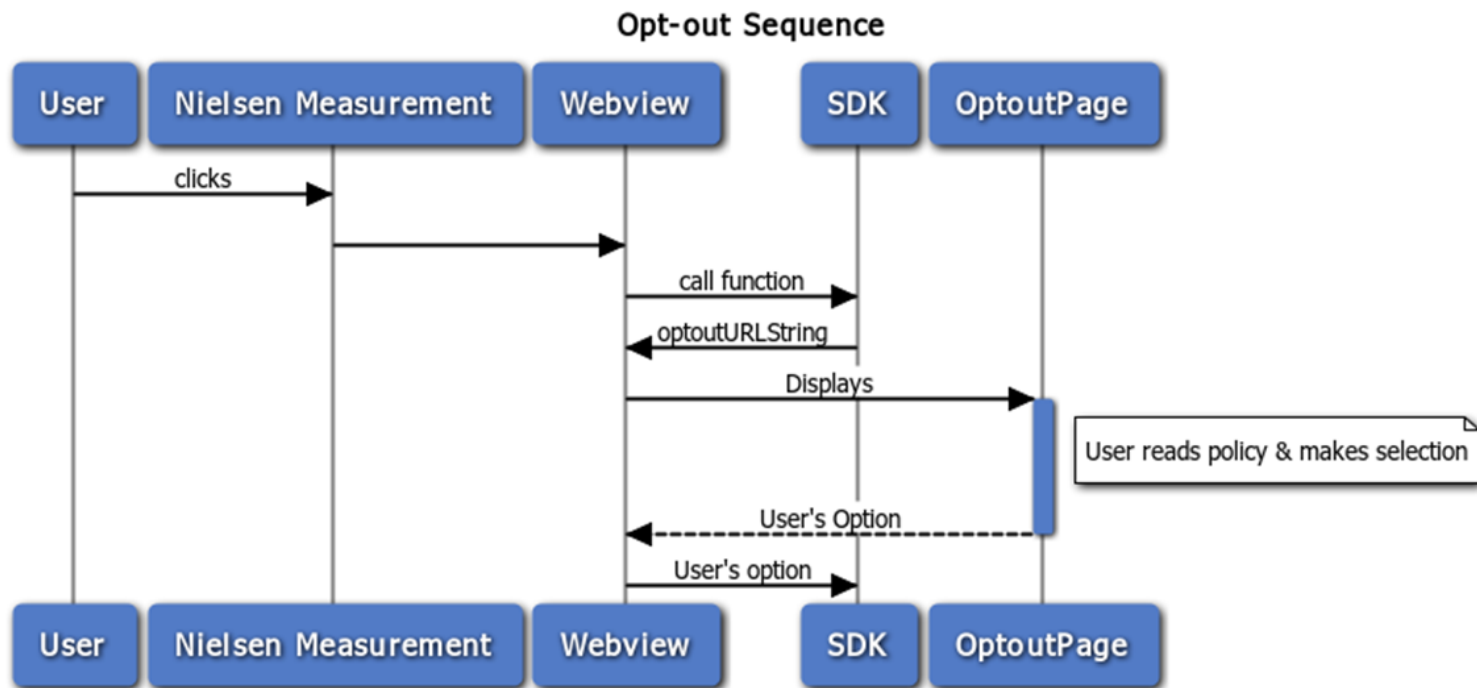 Opt-out Sequence
User
Nielsen Measurement
Webview
SDK
OptoutPage
clicks
call function
optoutURLString
Displays
User reads policy & makes selection
User's Option
User's option
User
Nielsen Measurement
Webview
SDK
OptoutPage